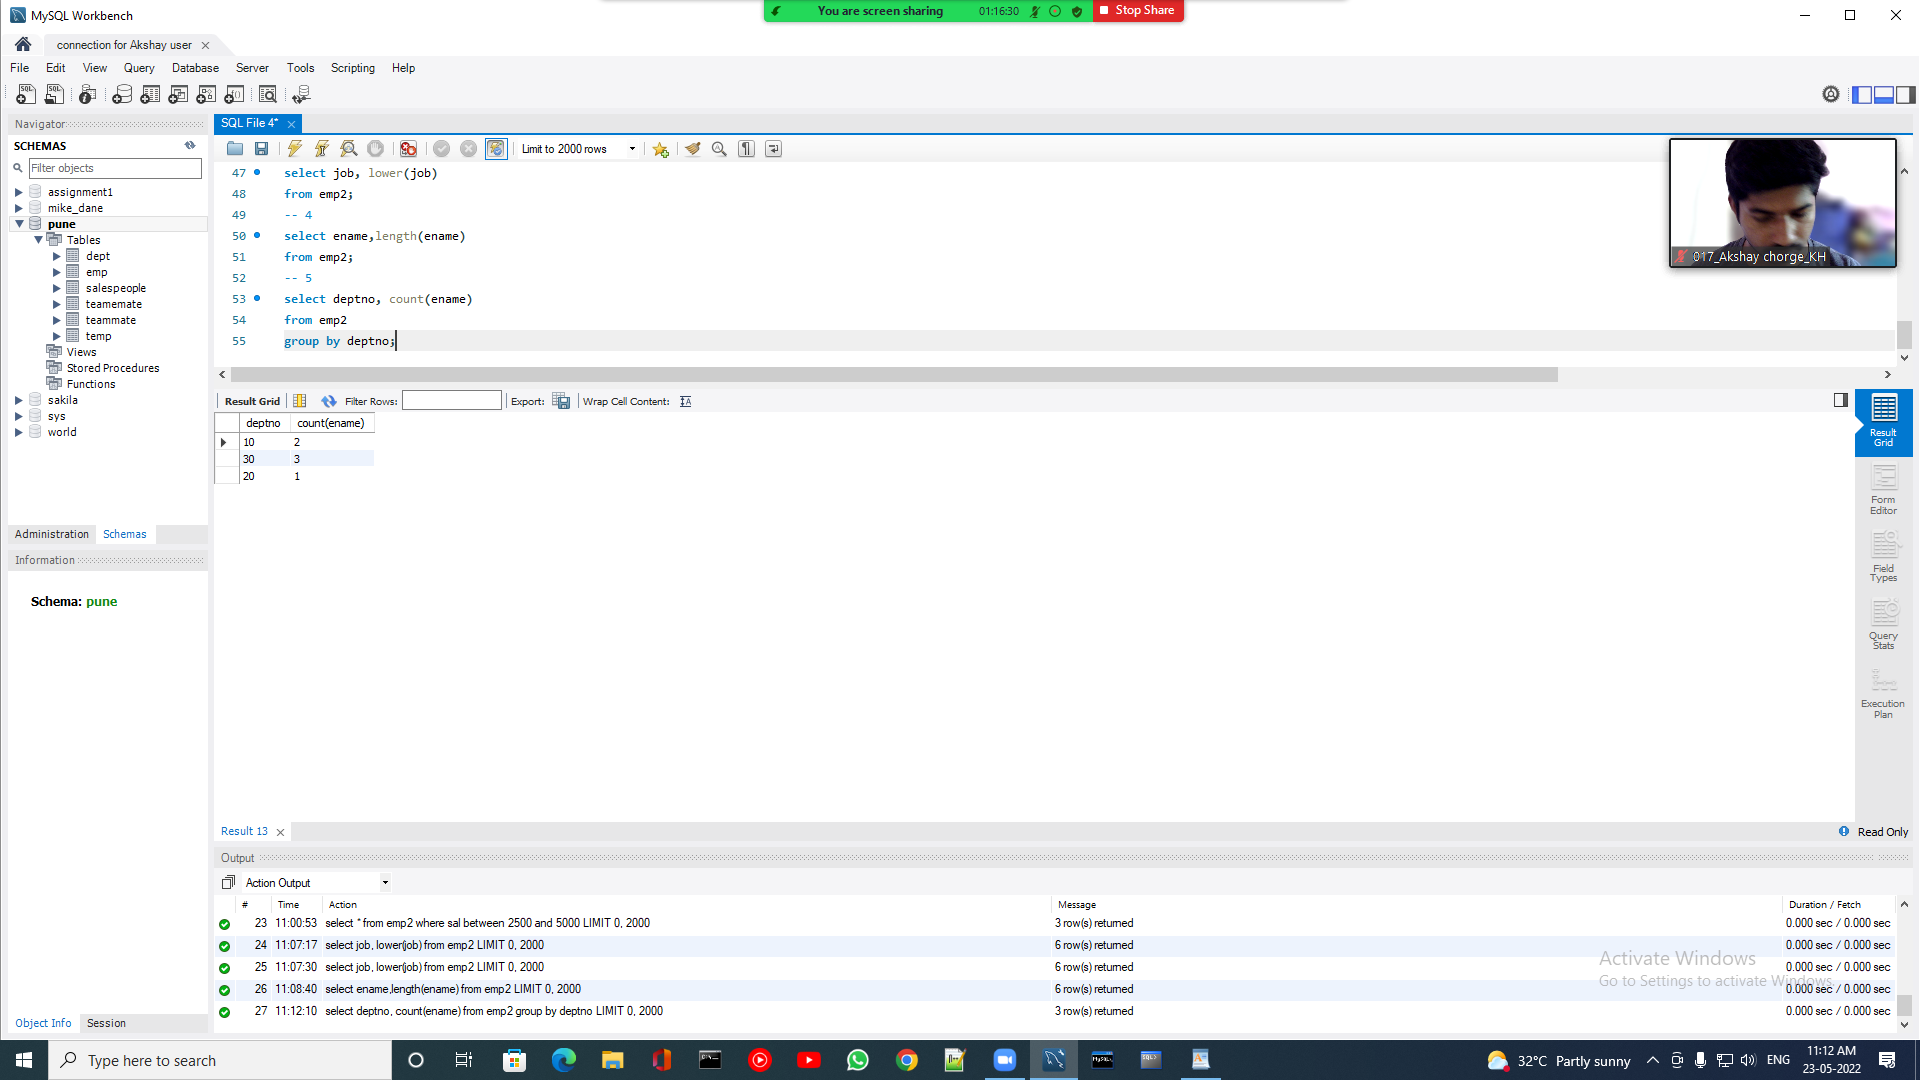 MySQL Workbench
You are screen sharing 01:16:30 Stop Share
connection for Akshay user
File Edit View Query Database Server Tools Scripting Help
Navigator
SQL File 4*
SCHEMAS
Filter objects
assignment1
mike_dane
pune
Tables
dept
emp
salespeople
teamemate
teammate
temp
Views
Stored Procedures
Functions
sakila
sys
world
Administration Schemas
Information
Schema: pune
Object Info Session
Limit to 2000 rows
47 select job, lower(job)
48 from emp2;
49 -- 4
50 select ename,length(ename)
51 from emp2;
52 -- 5
53 select deptno, count(ename)
54 from emp2
55 group by deptno;
017_Akshay chorge_KH
Result Grid Filter Rows: Export: Wrap Cell Content:
deptno count(ename)
10 2
30 3
20 1
Result
Grid
Form
Editor
Field
Types
Query
Stats
Execution
Plan
Result 13
Read Only
Output
Action Output
# Time Action Message Duration / Fetch
23 11:00:53 select * from emp2 where sal between 2500 and 5000 LIMIT 0, 2000 3 row(s) returned 0.000 sec / 0.000 sec
24 11:07:17 select job, lower(job) from emp2 LIMIT 0, 2000 6 row(s) returned 0.000 sec / 0.000 sec
25 11:07:30 select job, lower(job) from emp2 LIMIT 0, 2000 6 row(s) returned 0.000 sec / 0.000 sec
26 11:08:40 select ename,length(ename) from emp2 LIMIT 0, 2000 6 row(s) returned 0.000 sec / 0.000 sec
27 11:12:10 select deptno, count(ename) from emp2 group by deptno LIMIT 0, 2000 3 row(s) returned 0.000 sec / 0.000 sec
Activate Windows
Go to Settings to activate Windows.
Type here to search
32°C Partly sunny
ENG
11:12 AM
23-05-2022